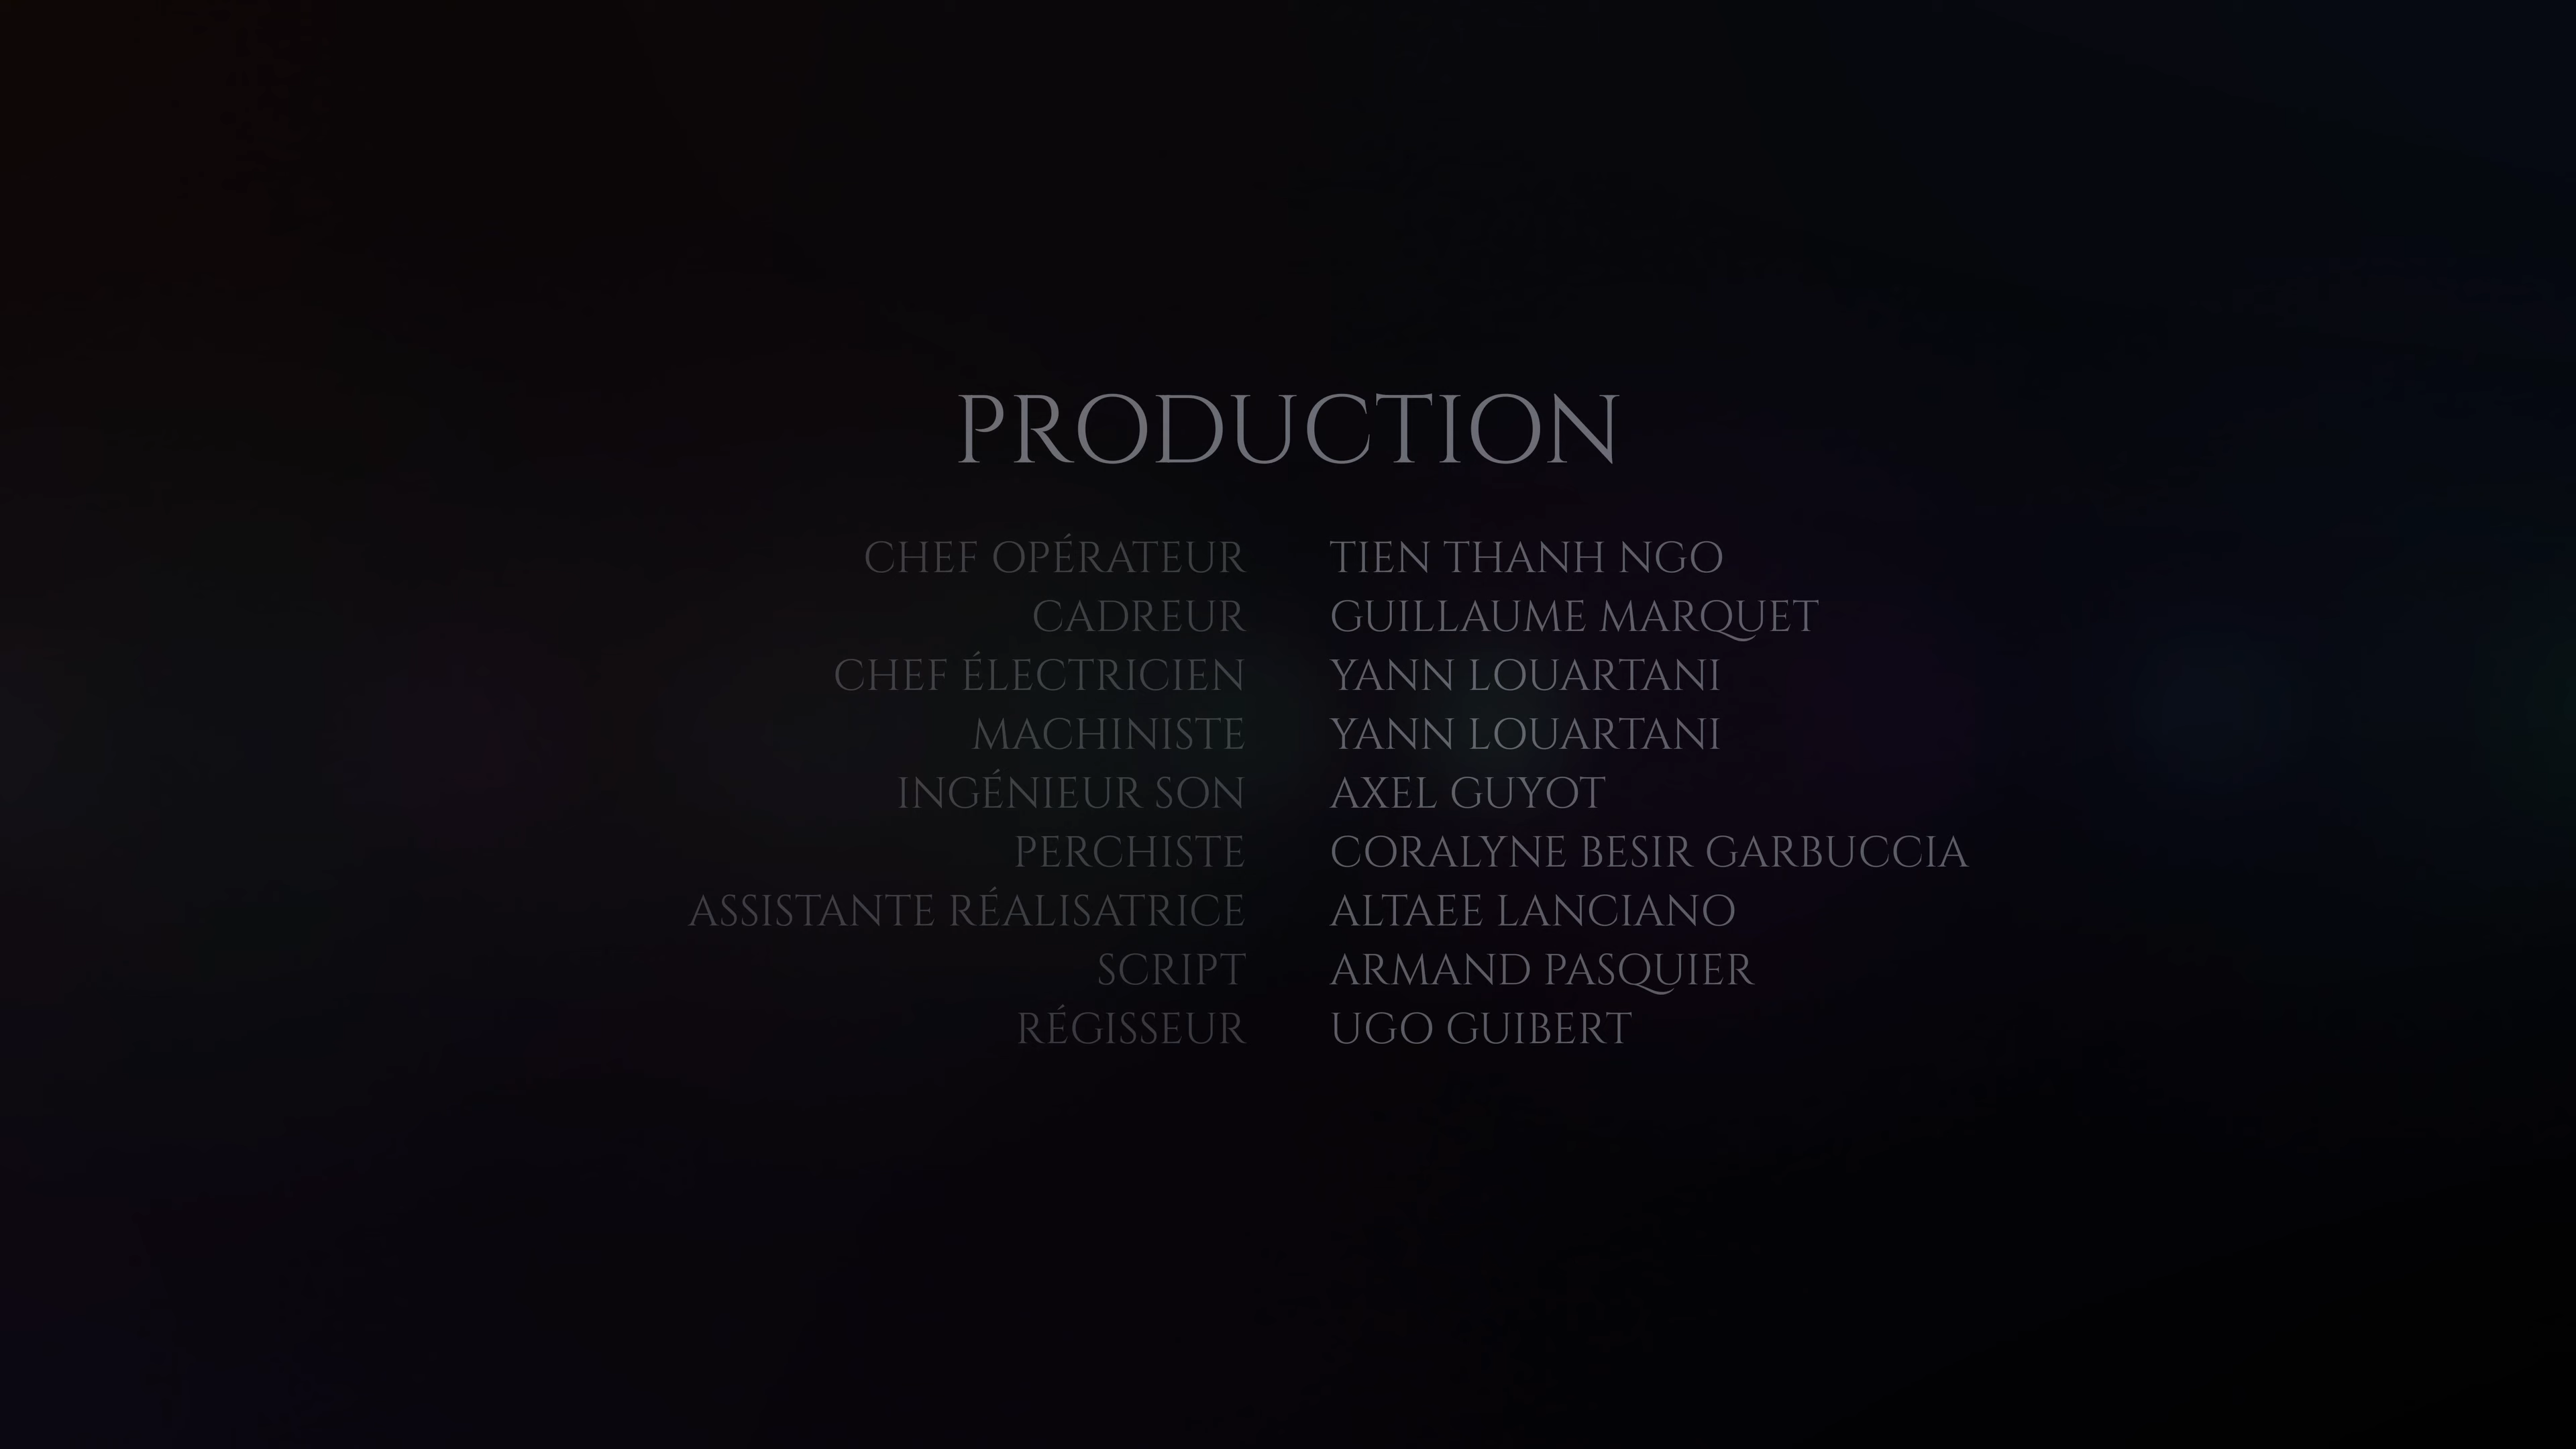 PRODUCTION
CHEF OPÉRATEUR TIEN THANH NGO
CADREUR GUILLAUME MARQUET
CHEF ÉLECTRICIEN YANN LOUARTANI
MACHINISTE YANN LOUARTANI
INGÉNIEUR SON AXEL GUYOT
PERCHISTE CORALYNE BESIR GARBUCCIA
ASSISTANTE RÉALISATRICE ALTAEE LANCIANO
SCRIPT ARMAND PASQUIER
RÉGISSEUR UGO GUIBERT